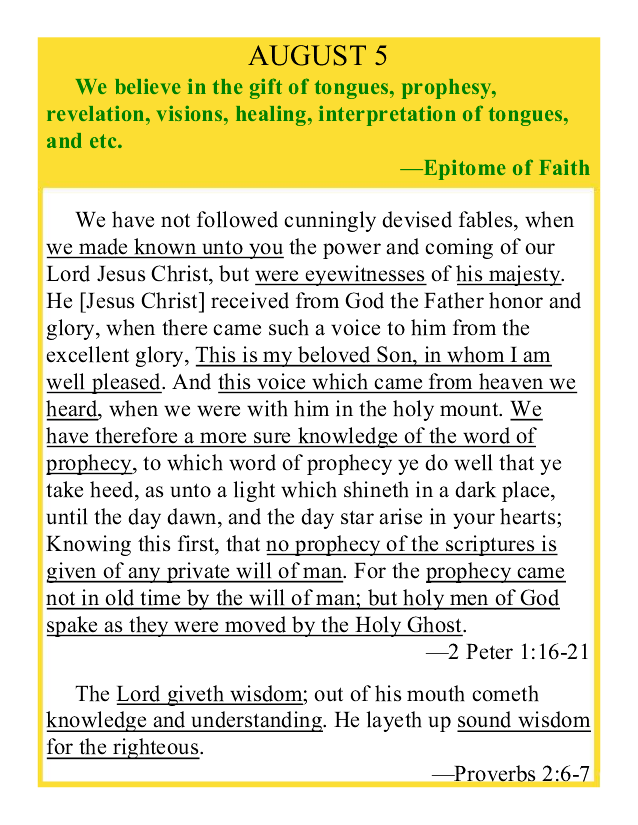 AUGUST 5
We believe in the gift of tongues, prophesy,
revelation, visions, healing, interpretation of tongues,
and etc.
—Epitome of Faith
We have not followed cunningly devised fables, when
we made known unto you the power and coming of our
Lord Jesus Christ, but were eyewitnesses of his majesty.
He [Jesus Christ] received from God the Father honor and
glory, when there came such a voice to him from the
excellent glory, This is my beloved Son, in whom I am
well pleased. And this voice which came from heaven we
heard, when we were with him in the holy mount. We
have therefore a more sure knowledge of the word of
prophecy, to which word of prophecy ye do well that ye
take heed, as unto a light which shineth in a dark place,
until the day dawn, and the day star arise in your hearts;
Knowing this first, that no prophecy of the scriptures is
given of any private will of man. For the prophecy came
not in old time by the will of man; but holy men of God
spake as they were moved by the Holy Ghost.
—2 Peter 1:16-21
The Lord giveth wisdom; out of his mouth cometh
knowledge and understanding. He layeth up sound wisdom
for the righteous.
—Proverbs 2:6-7